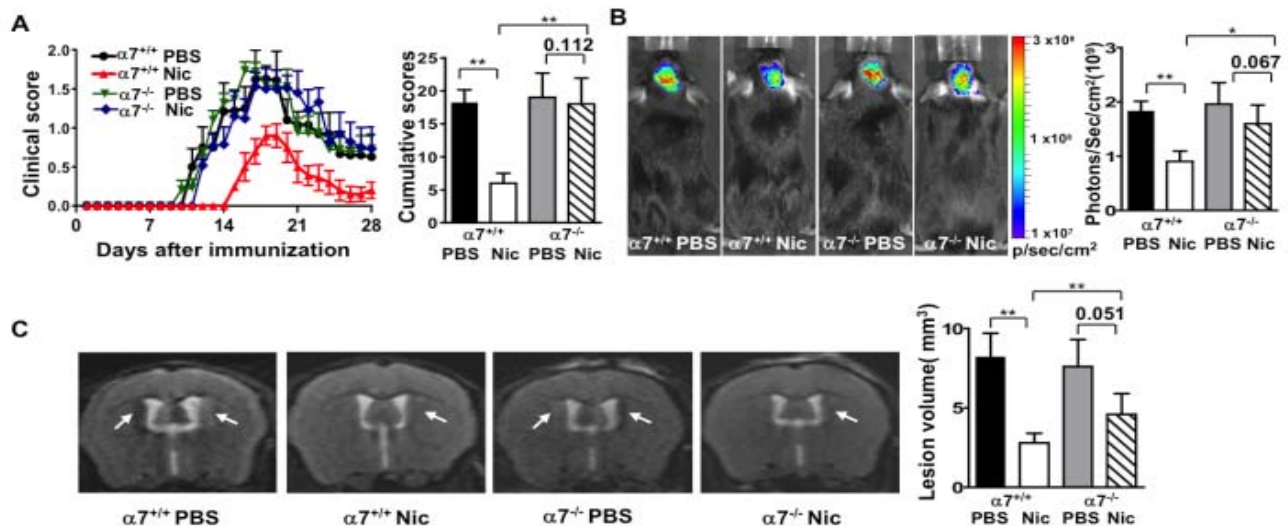 A
Clinical score
2.0
1.5
1.0
0.5
0.0
α7+/+ PBS
α7+/+ Nic
α7-/- PBS
α7-/- Nic
0 7 14 21 28
Days after immunization
Cumulative scores
25
20
15
10
5
0
**
**
0.112
α7+/+ α7-/-
PBS Nic PBS Nic
B
α7+/+ PBS
α7+/+ Nic
α7-/- PBS
α7-/- Nic
3 x10⁹
1 x10⁸
1 x10⁷
p/sec/cm²
Photons/Sec/cm²(10⁹)
3
2
1
0
*
**
0.067
α7+/+ α7-/-
PBS Nic PBS Nic
C
α7+/+ PBS
α7+/+ Nic
α7-/- PBS
α7-/- Nic
Lesion volume( mm³)
10
5
0
**
**
0.051
α7+/+ α7-/-
PBS Nic PBS Nic